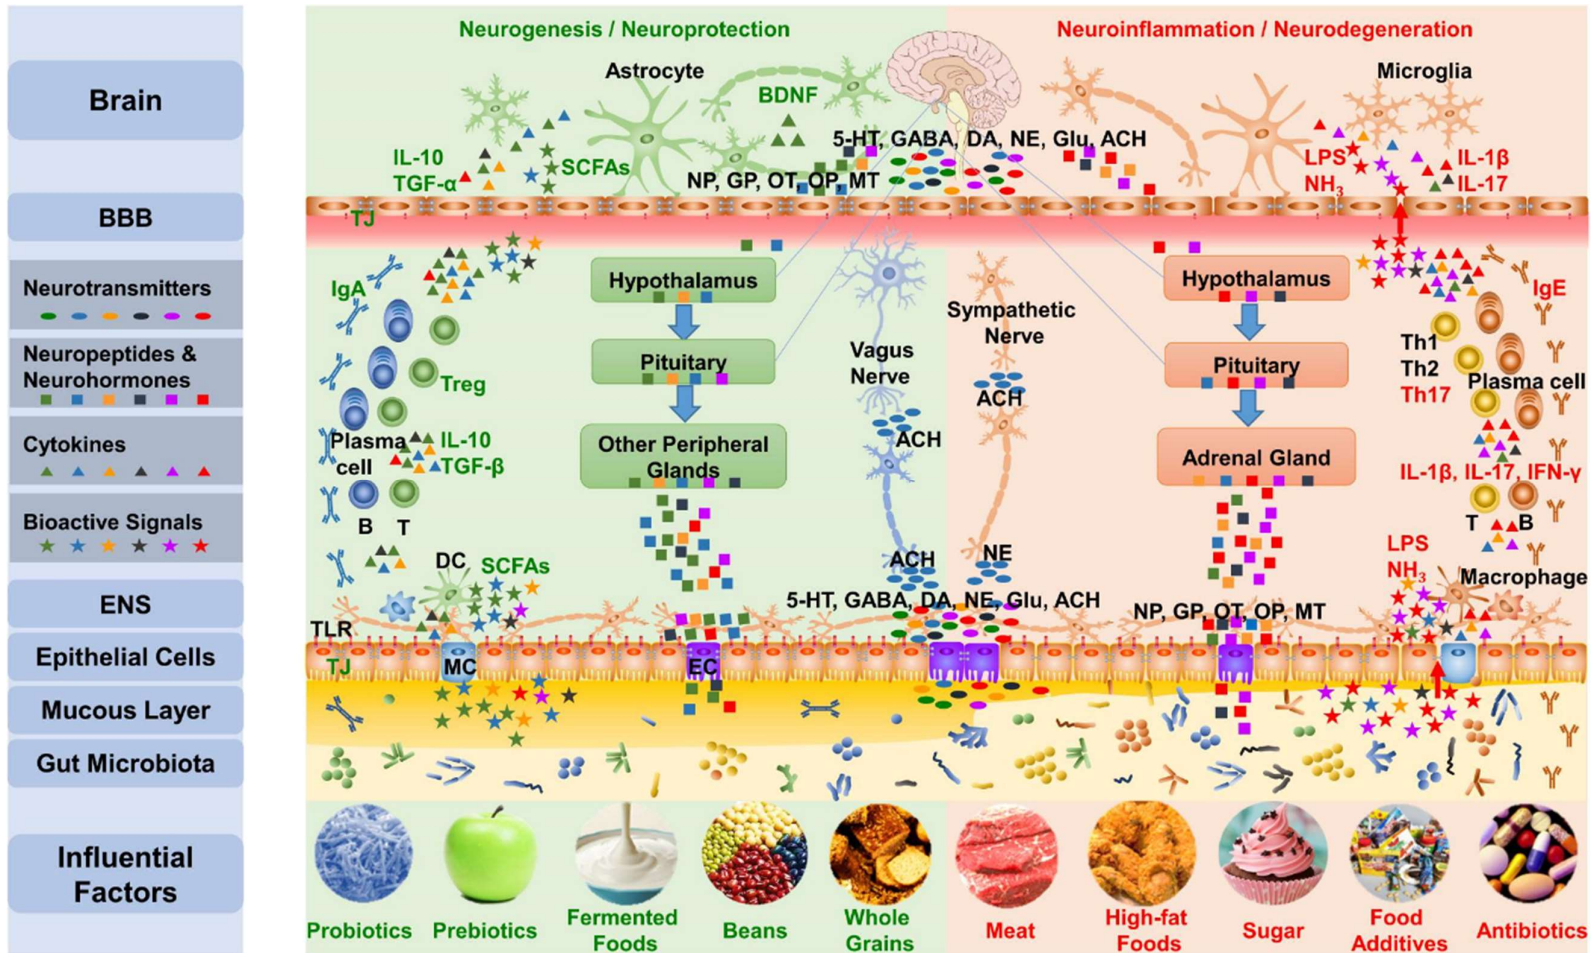 Neurogenesis / Neuroprotection
Neuroinflammation / Neurodegeneration
Brain
Astrocyte
BDNF
Microglia
5-HT, GABA, DA, NE, Glu, ACH
IL-10
TGF-α
SCFAs
NP, GP, OT, OP, MT
LPS
NH₃
IL-1β
IL-17
BBB
TJ
Neurotransmitters
IgA
Hypothalamus
Hypothalamus
IgE
Sympathetic
Nerve
Neuropeptides &
Neurohormones
Treg
Pituitary
Vagus
Nerve
ACH
Pituitary
Th1
Th2
Th17
Plasma cell
Cytokines
Plasma
cell
IL-10
TGF-β
Other Peripheral
Glands
ACH
Adrenal Gland
IL-1β, IL-17, IFN-γ
Bioactive Signals
B
T
T
B
DC
SCFAs
ACH
NE
LPS
NH₃
Macrophage
ENS
5-HT, GABA, DA, NE, Glu, ACH
NP, GP, OT, OP, MT
TLR
Epithelial Cells
TJ
MC
EC
Mucous Layer
Gut Microbiota
Influential
Factors
Probiotics
Prebiotics
Fermented
Foods
Beans
Whole
Grains
Meat
High-fat
Foods
Sugar
Food
Additives
Antibiotics